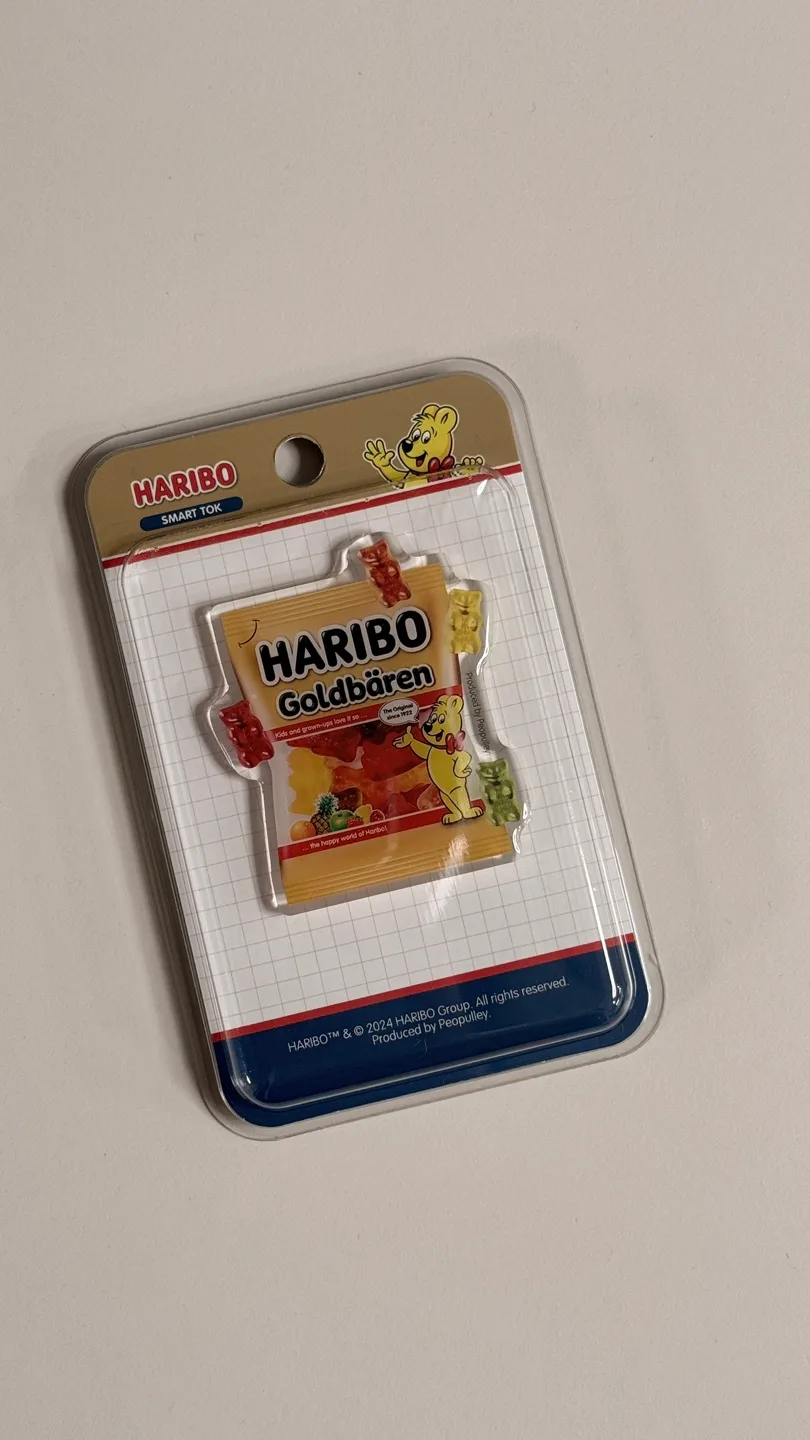 HARIBO
SMART TOK
HARIBO
Goldbären
Kids and grown-ups love it so ...
The Original
since 1922
... the happy world of Haribo!
Produced by Peopulley
HARIBO™ & © 2024 HARIBO Group. All rights reserved.
Produced by Peopulley.